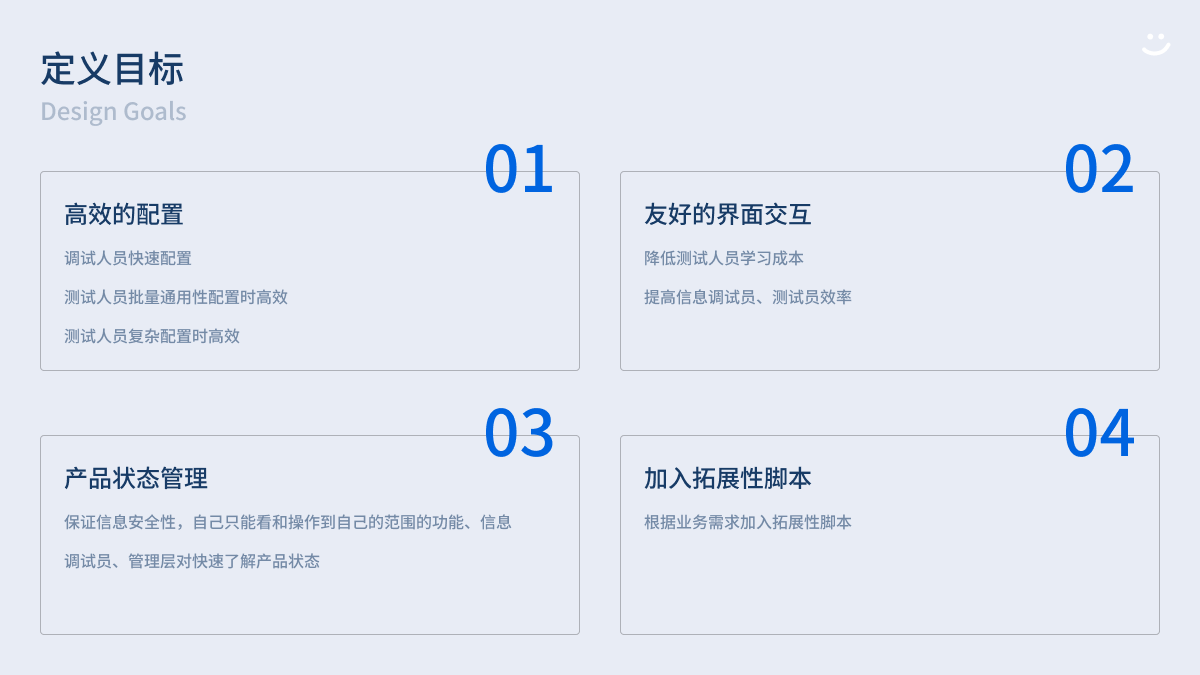 定义目标
Design Goals
01
高效的配置
调试人员快速配置
测试人员批量通用性配置时高效
测试人员复杂配置时高效
02
友好的界面交互
降低测试人员学习成本
提高信息调试员、测试员效率
03
产品状态管理
保证信息安全性，自己只能看和操作到自己的范围的功能、信息
调试员、管理层对快速了解产品状态
04
加入拓展性脚本
根据业务需求加入拓展性脚本